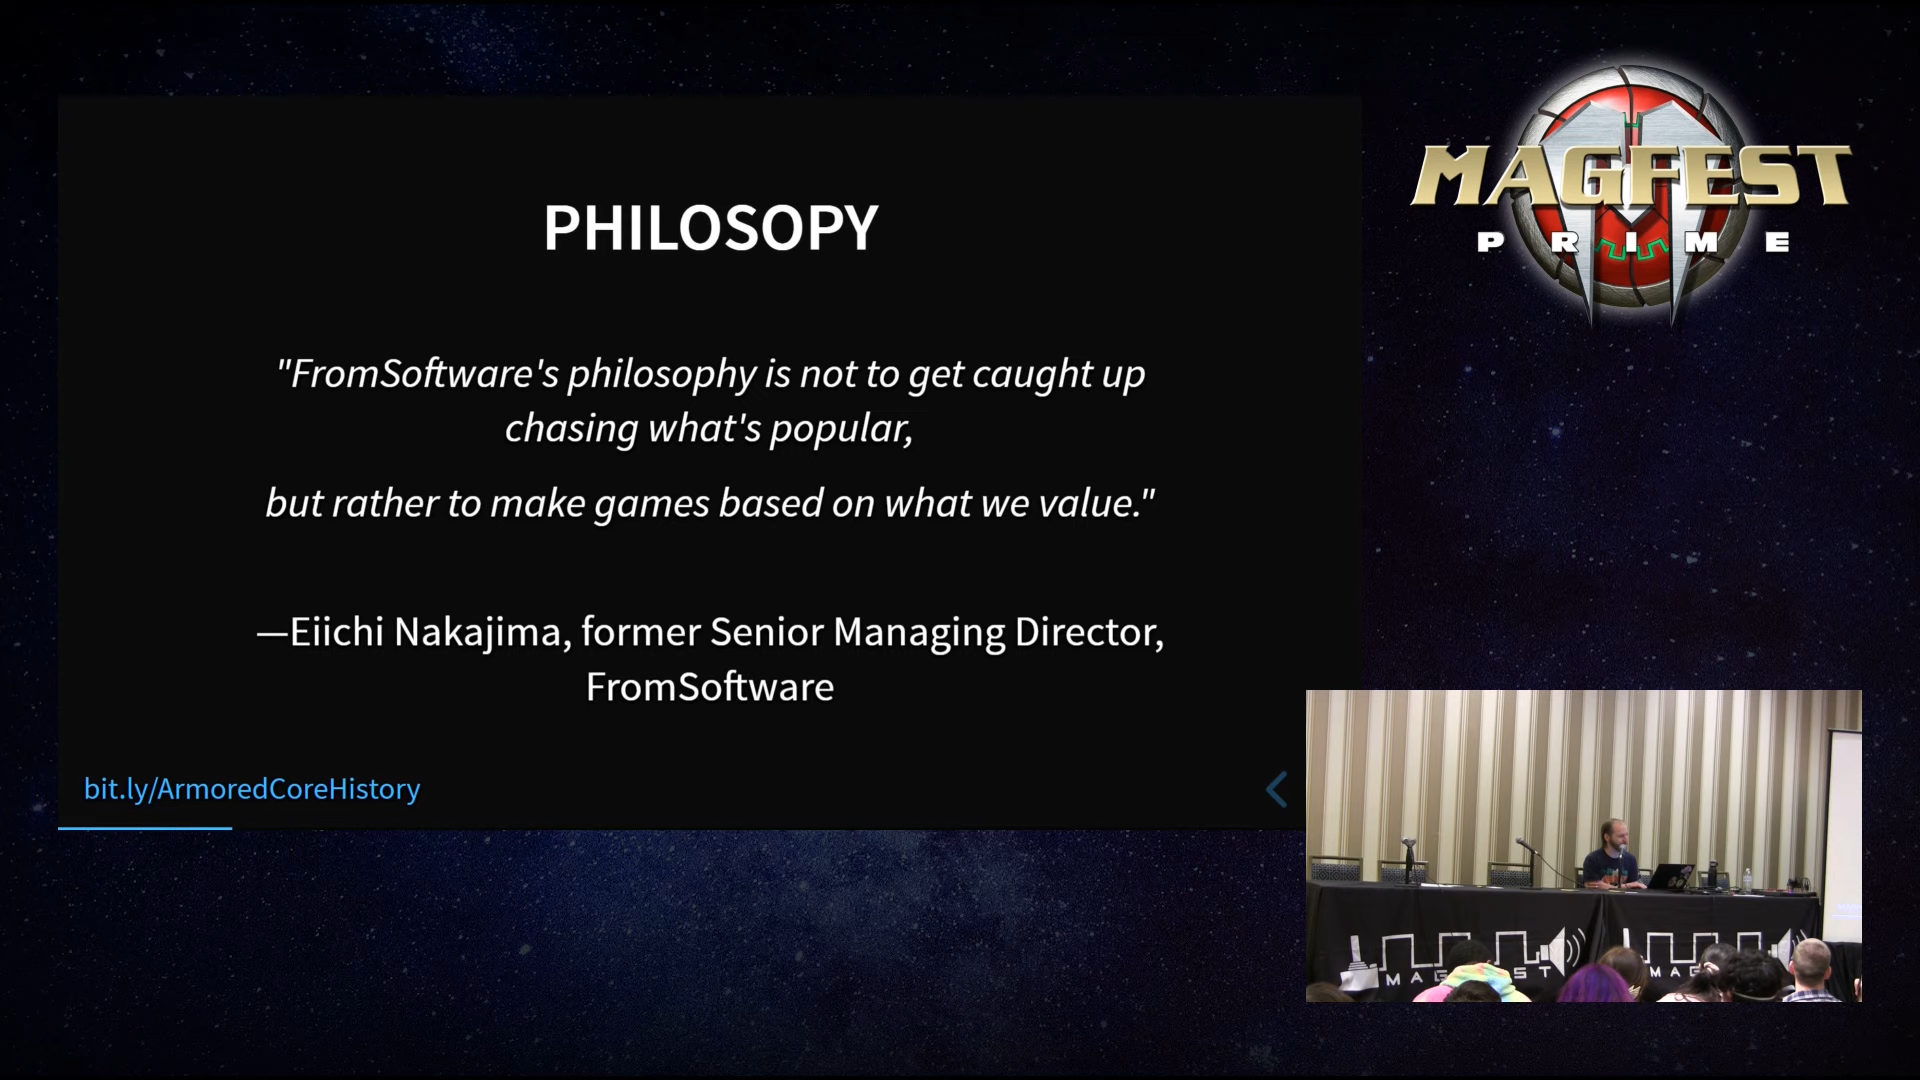 PHILOSOPY
"FromSoftware's philosophy is not to get caught up
chasing what's popular,
but rather to make games based on what we value."
—Eiichi Nakajima, former Senior Managing Director,
FromSoftware
bit.ly/ArmoredCoreHistory
MAGFEST
PRIME